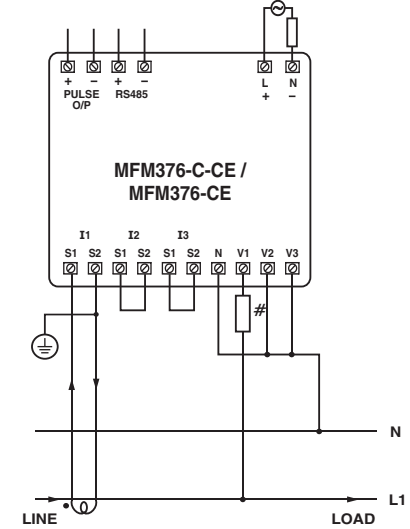 + − + −
PULSE O/P RS485
L N
+ −
MFM376-C-CE /
MFM376-CE
I1 I2 I3
S1 S2 S1 S2 S1 S2 N V1 V2 V3
#
N
L1
LINE LOAD